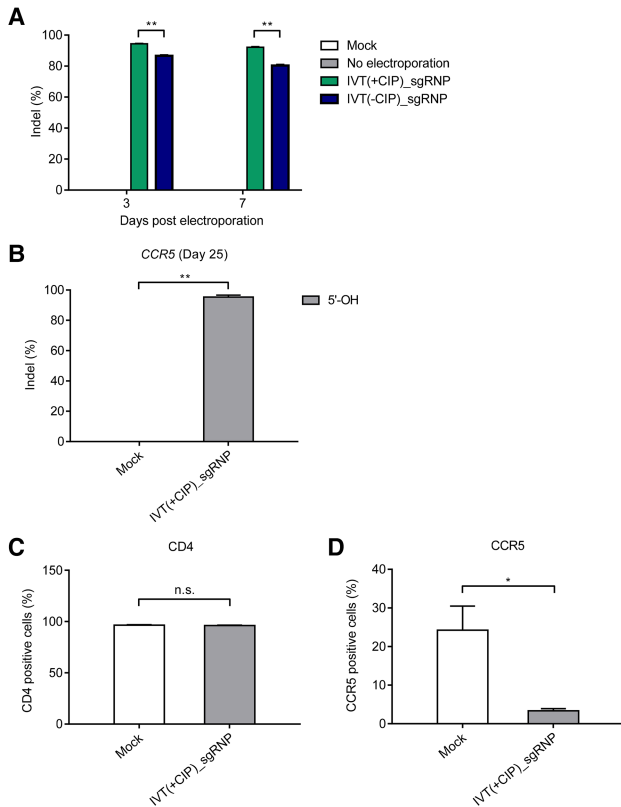 A
**
**
100
80
60
40
20
0
Indel (%)
3
7
Days post electroporation
Mock
No electroporation
IVT(+CIP)_sgRNP
IVT(-CIP)_sgRNP
B
CCR5 (Day 25)
**
100
80
60
40
20
0
Indel (%)
Mock
IVT(+CIP)_sgRNP
5'-OH
C
CD4
n.s.
150
100
50
0
CD4 positive cells (%)
Mock
IVT(+CIP)_sgRNP
D
CCR5
*
40
30
20
10
0
CCR5 positive cells (%)
Mock
IVT(+CIP)_sgRNP